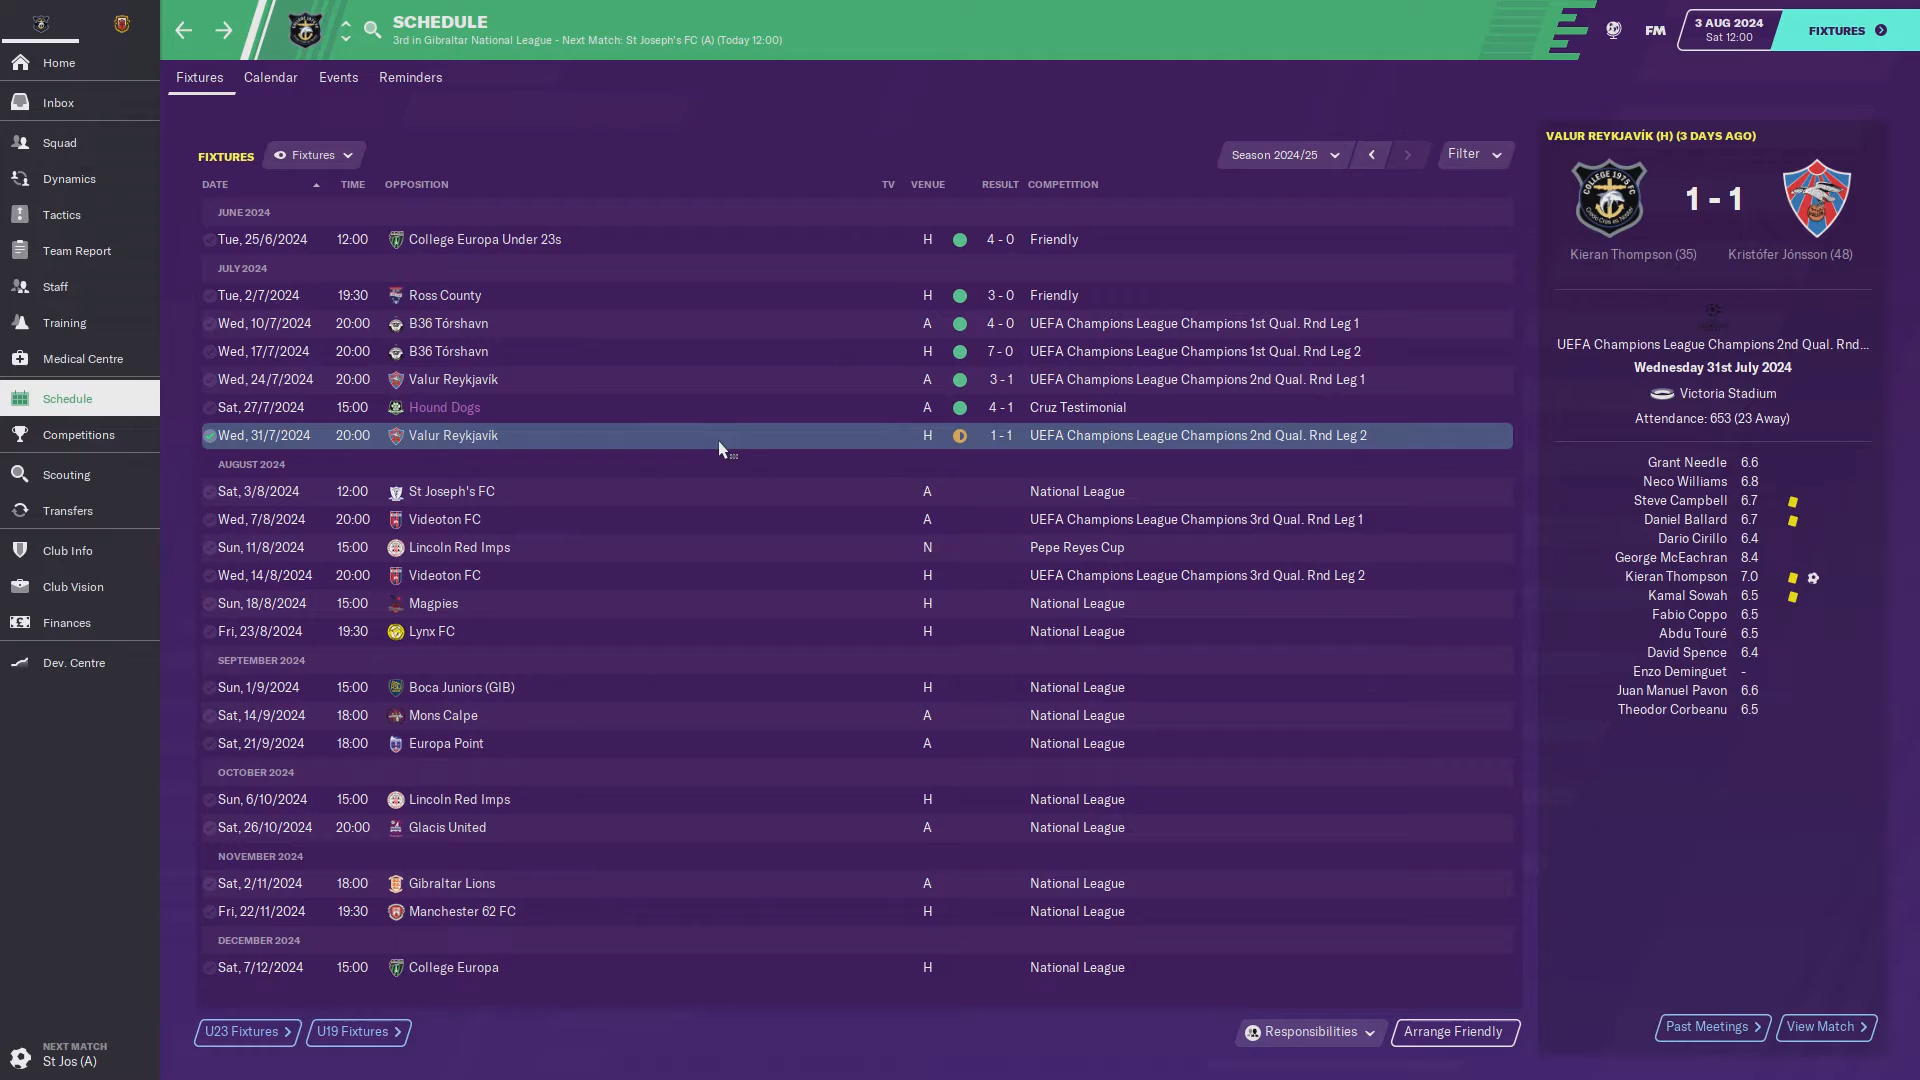 SCHEDULE
3rd in Gibraltar National League - Next Match: St Joseph's FC (A) (Today 12:00)
FM
3 AUG 2024
Sat 12:00
FIXTURES
Home
Inbox
Squad
Dynamics
Tactics
Team Report
Staff
Training
Medical Centre
Schedule
Competitions
Scouting
Transfers
Club Info
Club Vision
Finances
Dev. Centre
NEXT MATCH
St Jos (A)
Fixtures Calendar Events Reminders
FIXTURES Fixtures Season 2024/25 Filter
DATE TIME OPPOSITION TV VENUE RESULT COMPETITION
JUNE 2024
Tue, 25/6/2024 12:00 College Europa Under 23s H 4 - 0 Friendly
JULY 2024
Tue, 2/7/2024 19:30 Ross County H 3 - 0 Friendly
Wed, 10/7/2024 20:00 B36 Tórshavn A 4 - 0 UEFA Champions League Champions 1st Qual. Rnd Leg 1
Wed, 17/7/2024 20:00 B36 Tórshavn H 7 - 0 UEFA Champions League Champions 1st Qual. Rnd Leg 2
Wed, 24/7/2024 20:00 Valur Reykjavík A 3 - 1 UEFA Champions League Champions 2nd Qual. Rnd Leg 1
Sat, 27/7/2024 15:00 Hound Dogs A 4 - 1 Cruz Testimonial
Wed, 31/7/2024 20:00 Valur Reykjavík H 1 - 1 UEFA Champions League Champions 2nd Qual. Rnd Leg 2
AUGUST 2024
Sat, 3/8/2024 12:00 St Joseph's FC A National League
Wed, 7/8/2024 20:00 Videoton FC A UEFA Champions League Champions 3rd Qual. Rnd Leg 1
Sun, 11/8/2024 15:00 Lincoln Red Imps N Pepe Reyes Cup
Wed, 14/8/2024 20:00 Videoton FC H UEFA Champions League Champions 3rd Qual. Rnd Leg 2
Sun, 18/8/2024 15:00 Magpies H National League
Fri, 23/8/2024 19:30 Lynx FC H National League
SEPTEMBER 2024
Sun, 1/9/2024 15:00 Boca Juniors (GIB) H National League
Sat, 14/9/2024 18:00 Mons Calpe A National League
Sat, 21/9/2024 18:00 Europa Point A National League
OCTOBER 2024
Sun, 6/10/2024 15:00 Lincoln Red Imps H National League
Sat, 26/10/2024 20:00 Glacis United A National League
NOVEMBER 2024
Sat, 2/11/2024 18:00 Gibraltar Lions A National League
Fri, 22/11/2024 19:30 Manchester 62 FC H National League
DECEMBER 2024
Sat, 7/12/2024 15:00 College Europa H National League
U23 Fixtures U19 Fixtures Responsibilities Arrange Friendly
VALUR REYKJAVÍK (H) (3 DAYS AGO)
COLLEGE 1975 FC
1 - 1
Kieran Thompson (35) Kristófer Jónsson (48)
UEFA Champions League Champions 2nd Qual. Rnd...
Wednesday 31st July 2024
Victoria Stadium
Attendance: 653 (23 Away)
Grant Needle 6.6
Neco Williams 6.8
Steve Campbell 6.7
Daniel Ballard 6.7
Dario Cirillo 6.4
George McEachran 8.4
Kieran Thompson 7.0
Kamal Sowah 6.5
Fabio Coppo 6.5
Abdu Touré 6.5
David Spence 6.4
Enzo Deminguet -
Juan Manuel Pavon 6.6
Theodor Corbeanu 6.5
Past Meetings View Match